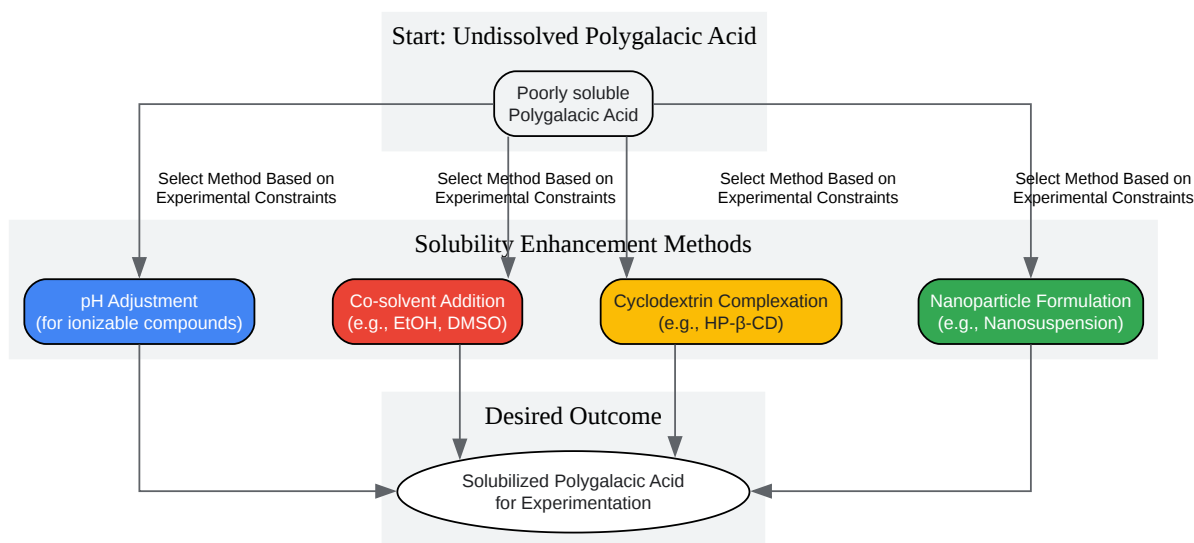 Start: Undissolved Polygalacic Acid
Poorly soluble
Polygalacic Acid
Select Method Based on
Experimental Constraints
Select Method Based on
Experimental Constraints
Select Method Based on
Experimental Constraints
Select Method Based on
Experimental Constraints
Solubility Enhancement Methods
pH Adjustment
(for ionizable compounds)
Co-solvent Addition
(e.g., EtOH, DMSO)
Cyclodextrin Complexation
(e.g., HP-β-CD)
Nanoparticle Formulation
(e.g., Nanosuspension)
Desired Outcome
Solubilized Polygalacic Acid
for Experimentation